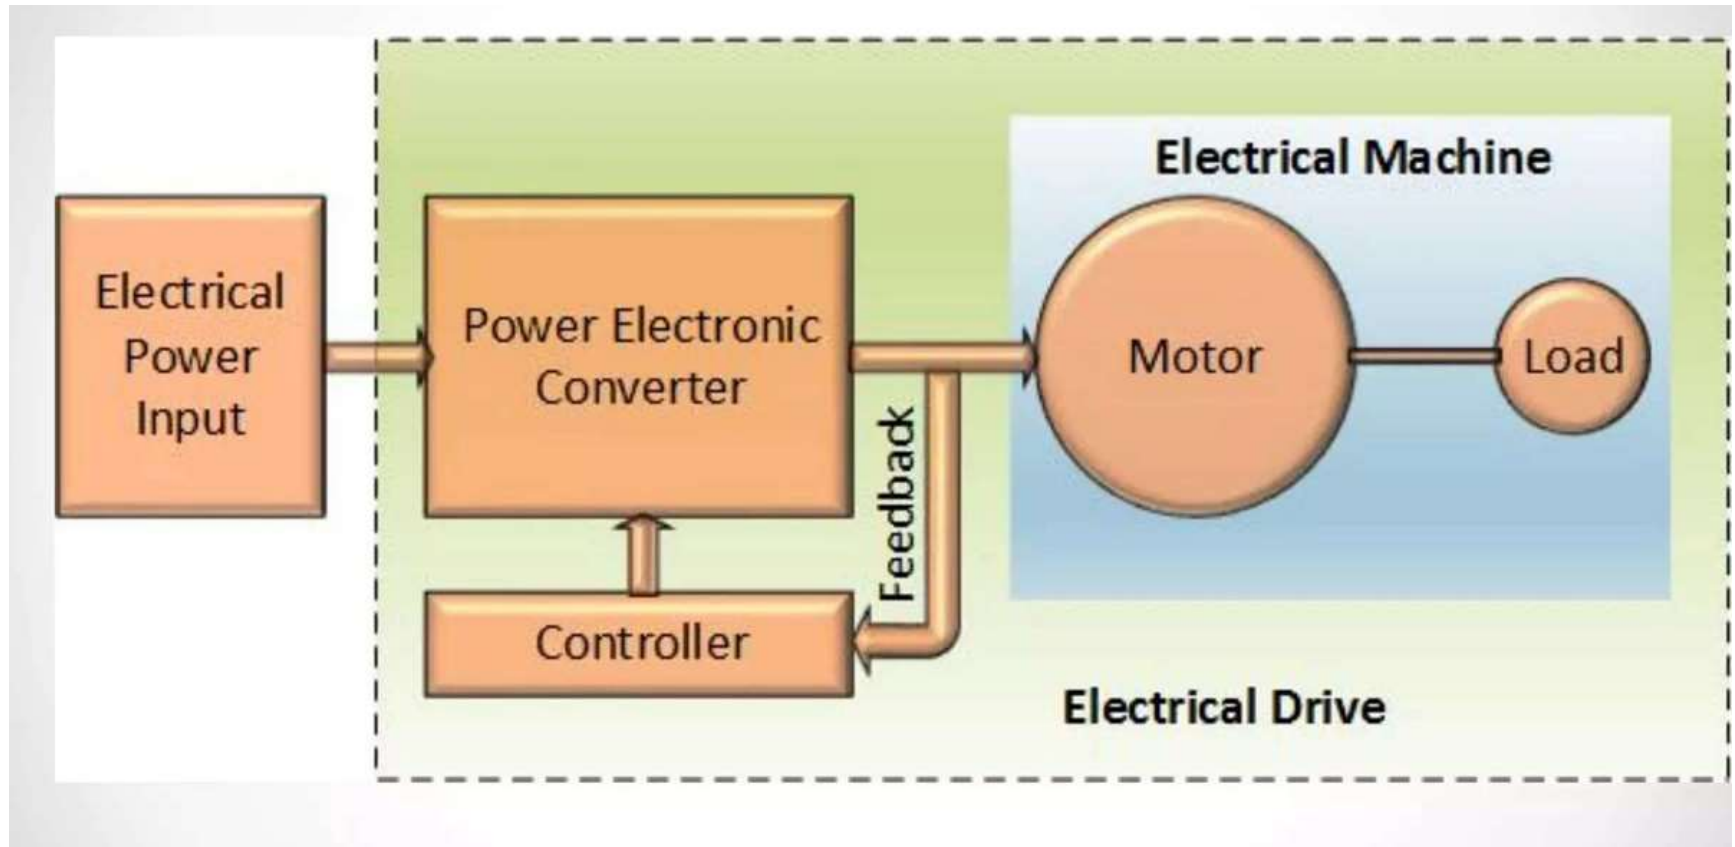 Electrical Machine
Electrical
Power
Input
Power Electronic
Converter
Motor
Load
Feedback
Controller
Electrical Drive